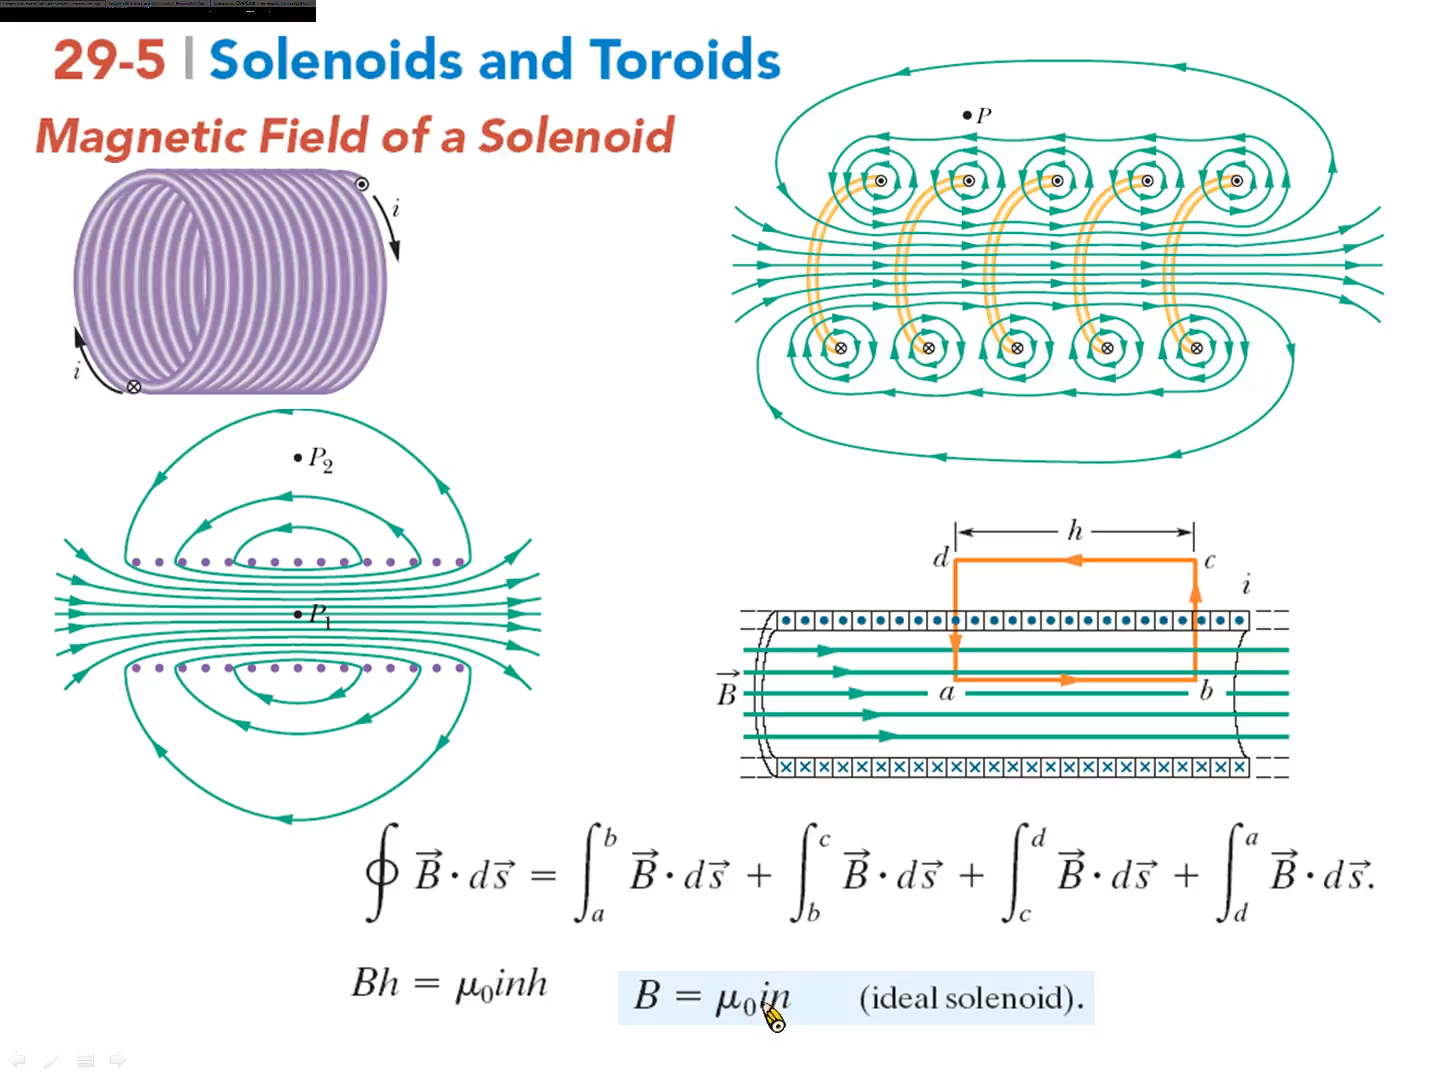 29-5 | Solenoids and Toroids
Magnetic Field of a Solenoid
i
i
P
P₂
P₁
h
d
c
i
B⃗
a
b
∮ B⃗ · ds⃗ = ∫ₐᵇ B⃗ · ds⃗ + ∫_b^c B⃗ · ds⃗ + ∫_c^d B⃗ · ds⃗ + ∫_d^a B⃗ · ds⃗.
Bh = μ₀inh
B = μ₀in (ideal solenoid).